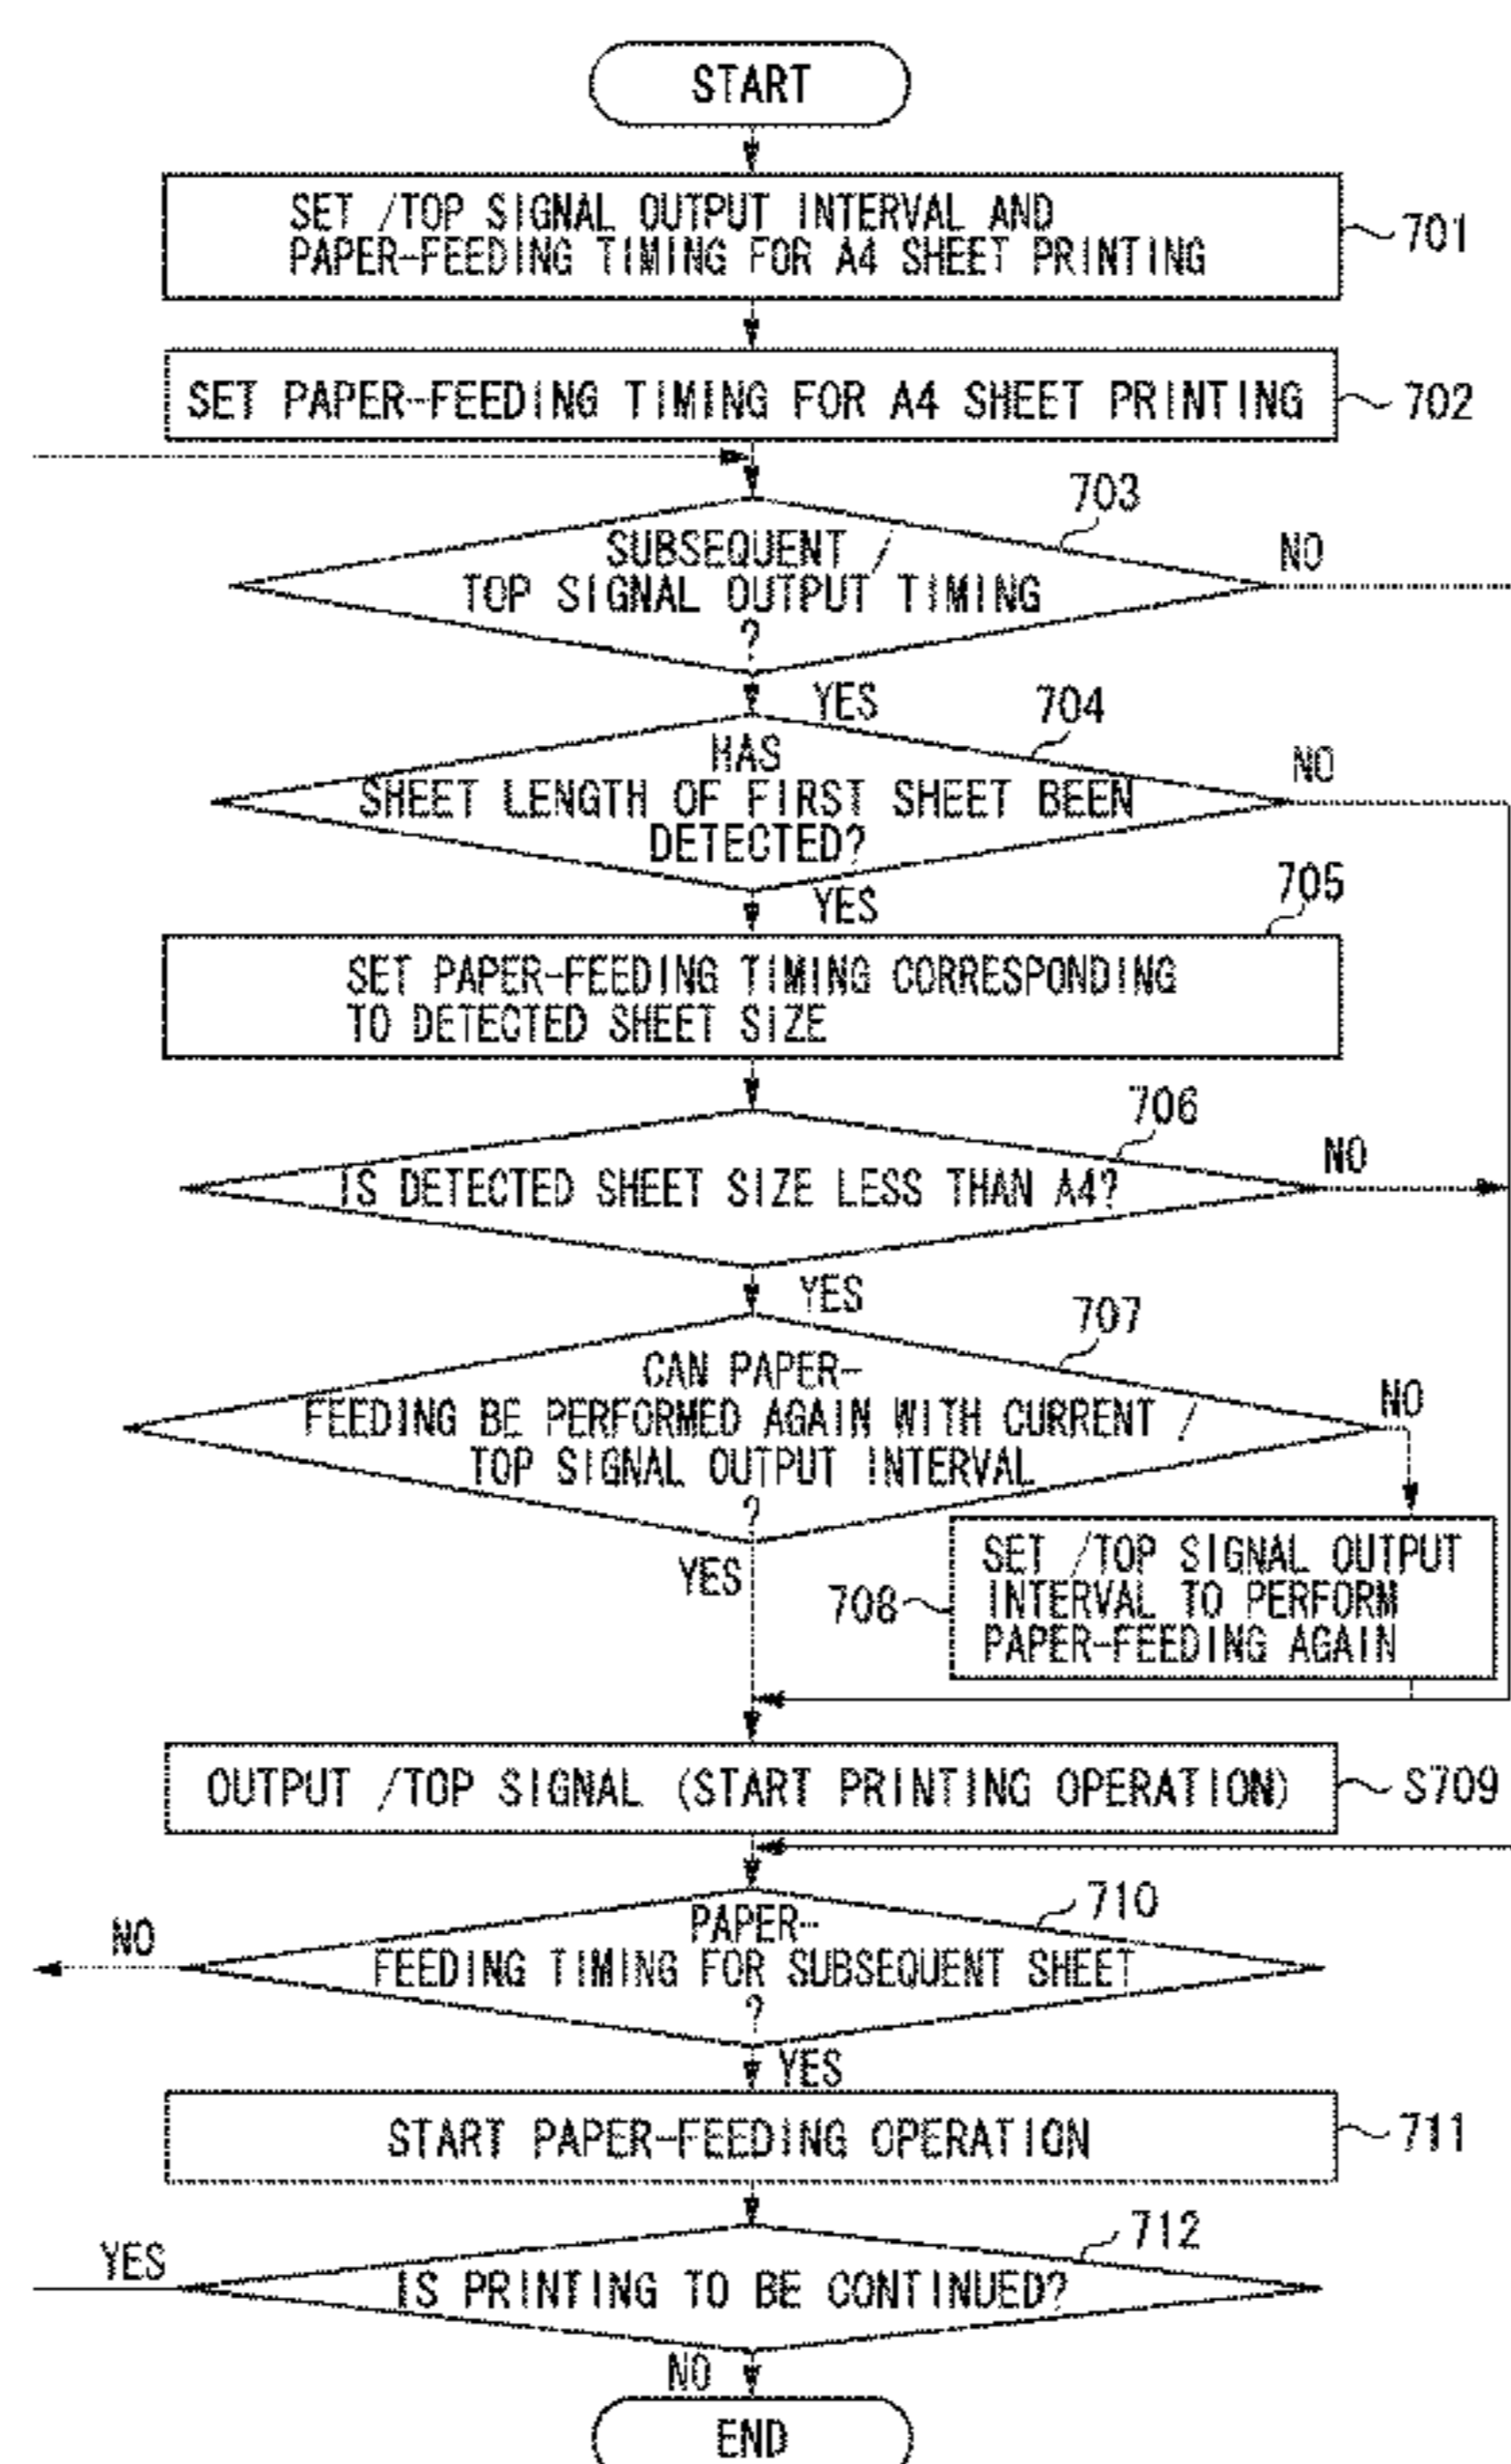 START
SET /TOP SIGNAL OUTPUT INTERVAL AND
PAPER-FEEDING TIMING FOR A4 SHEET PRINTING
701
SET PAPER-FEEDING TIMING FOR A4 SHEET PRINTING
702
703
SUBSEQUENT /
TOP SIGNAL OUTPUT TIMING
?
NO
YES
704
HAS
SHEET LENGTH OF FIRST SHEET BEEN
DETECTED?
NO
YES
705
SET PAPER-FEEDING TIMING CORRESPONDING
TO DETECTED SHEET SIZE
706
IS DETECTED SHEET SIZE LESS THAN A4?
NO
YES
707
CAN PAPER-
FEEDING BE PERFORMED AGAIN WITH CURRENT /
TOP SIGNAL OUTPUT INTERVAL
?
NO
YES
708
SET /TOP SIGNAL OUTPUT
INTERVAL TO PERFORM
PAPER-FEEDING AGAIN
OUTPUT /TOP SIGNAL (START PRINTING OPERATION)
S709
710
PAPER-
FEEDING TIMING FOR SUBSEQUENT SHEET
?
NO
YES
START PAPER-FEEDING OPERATION
711
712
YES
IS PRINTING TO BE CONTINUED?
NO
END